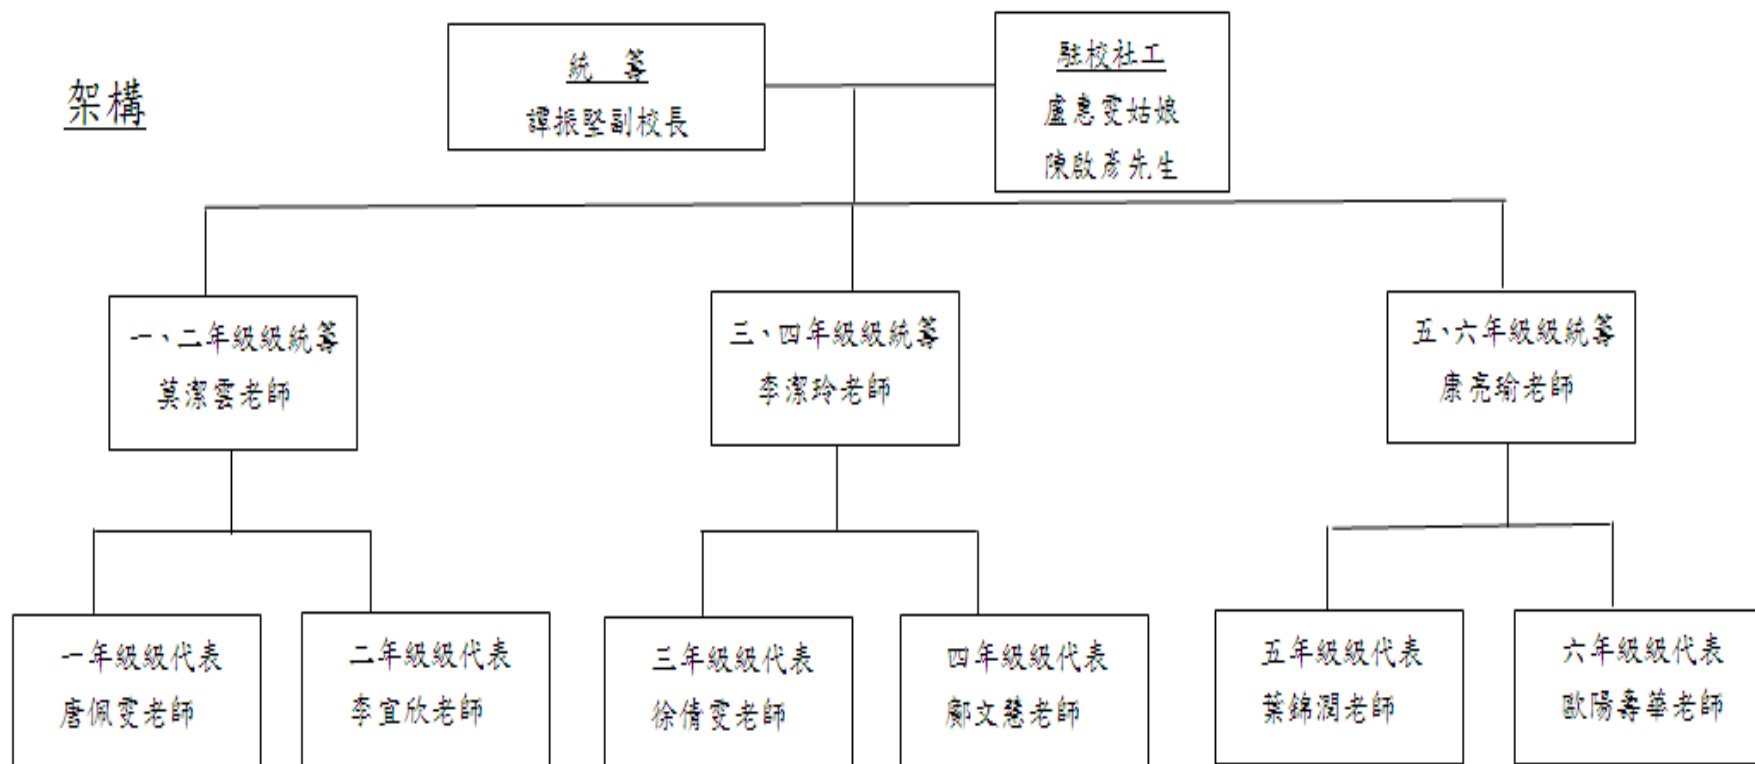 架構
統　籌
譚振堅副校長
駐校社工
盧惠雯姑娘
陳啟彥先生
一、二年級級統籌
莫潔雲老師
三、四年級級統籌
李潔玲老師
五、六年級級統籌
康亮瑜老師
一年級級代表
唐佩雯老師
二年級級代表
李宜欣老師
三年級級代表
徐倩雯老師
四年級級代表
鄺文慧老師
五年級級代表
葉錦潤老師
六年級級代表
歐陽壽華老師